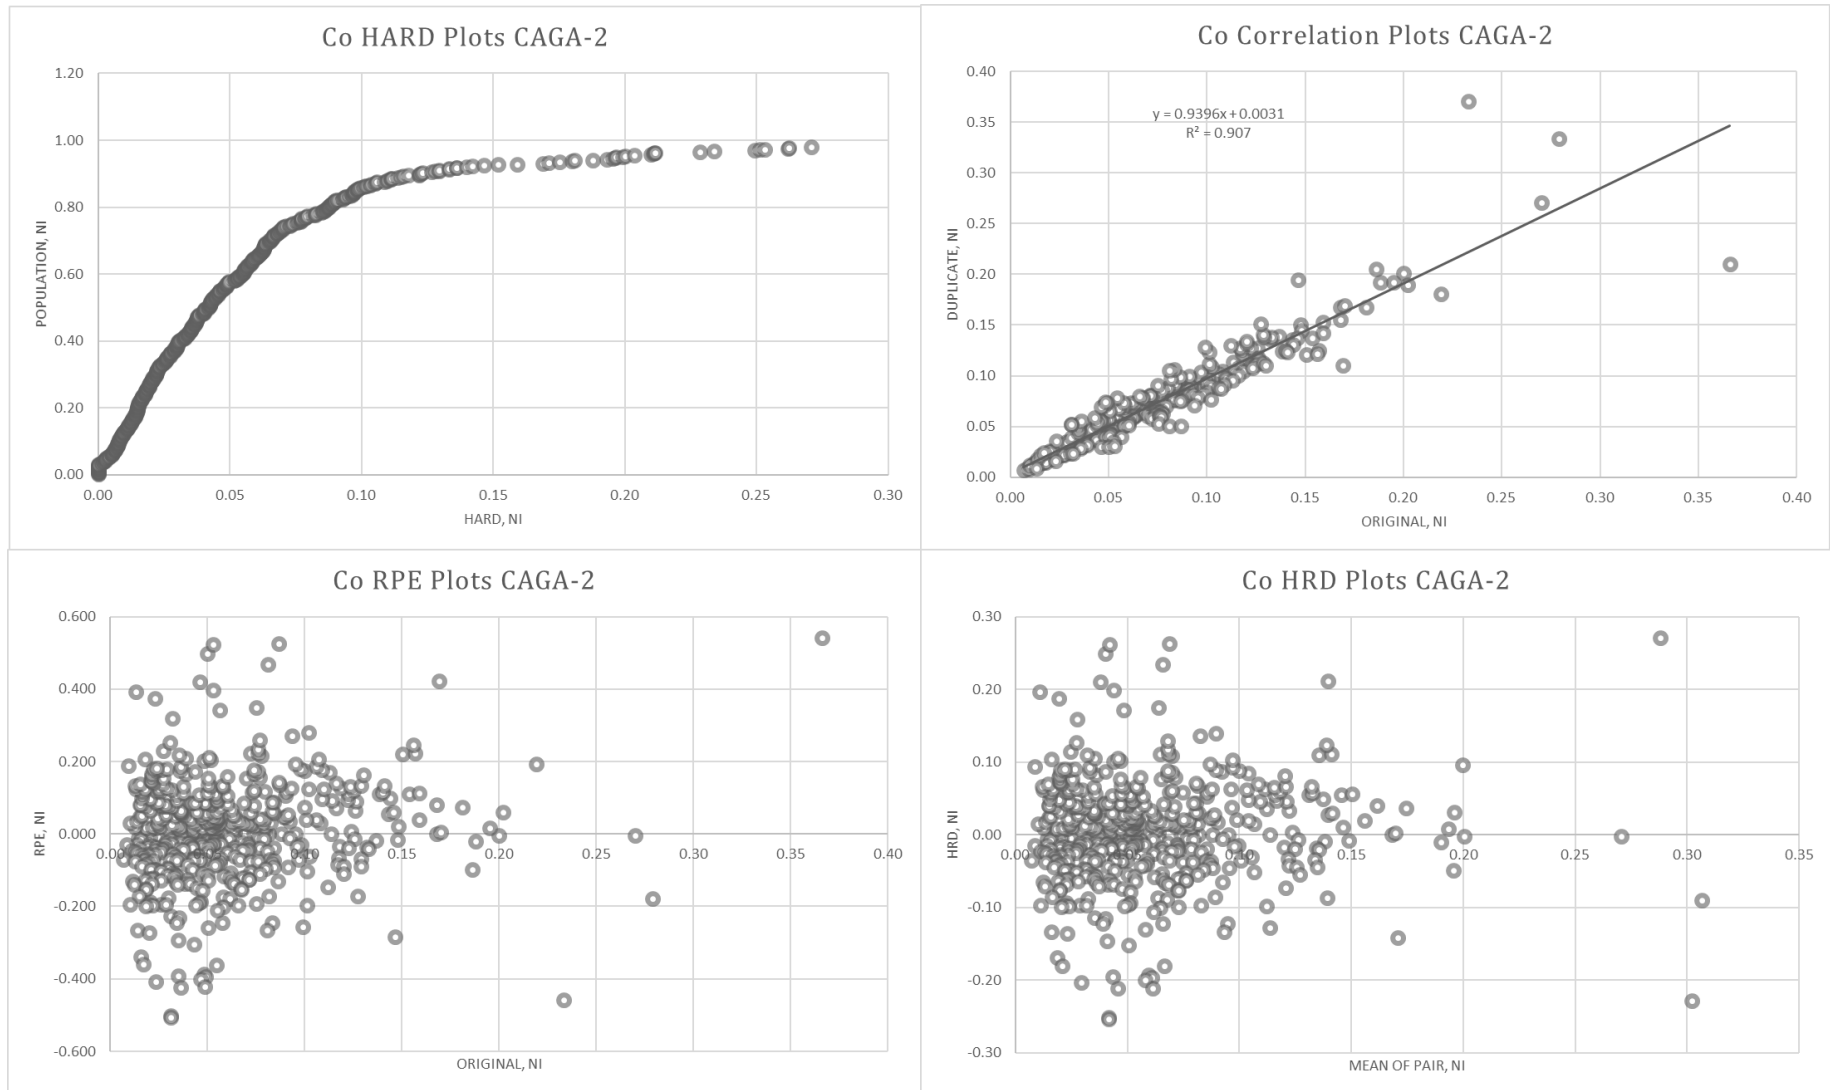 Co HARD Plots CAGA-2
1.20
1.00
0.80
0.60
0.40
0.20
0.00
POPULATION, NI
0.00 0.05 0.10 0.15 0.20 0.25 0.30
HARD, NI
Co Correlation Plots CAGA-2
0.40
0.35
0.30
0.25
0.20
0.15
0.10
0.05
0.00
DUPLICATE, NI
y = 0.9396x + 0.0031
R² = 0.907
0.00 0.05 0.10 0.15 0.20 0.25 0.30 0.35 0.40
ORIGINAL, NI
Co RPE Plots CAGA-2
0.600
0.400
0.200
0.000
-0.200
-0.400
-0.600
RPE, NI
0.00 0.05 0.10 0.15 0.20 0.25 0.30 0.35 0.40
ORIGINAL, NI
Co HRD Plots CAGA-2
0.30
0.20
0.10
0.00
-0.10
-0.20
-0.30
HRD, NI
0.00 0.05 0.10 0.15 0.20 0.25 0.30 0.35
MEAN OF PAIR, NI